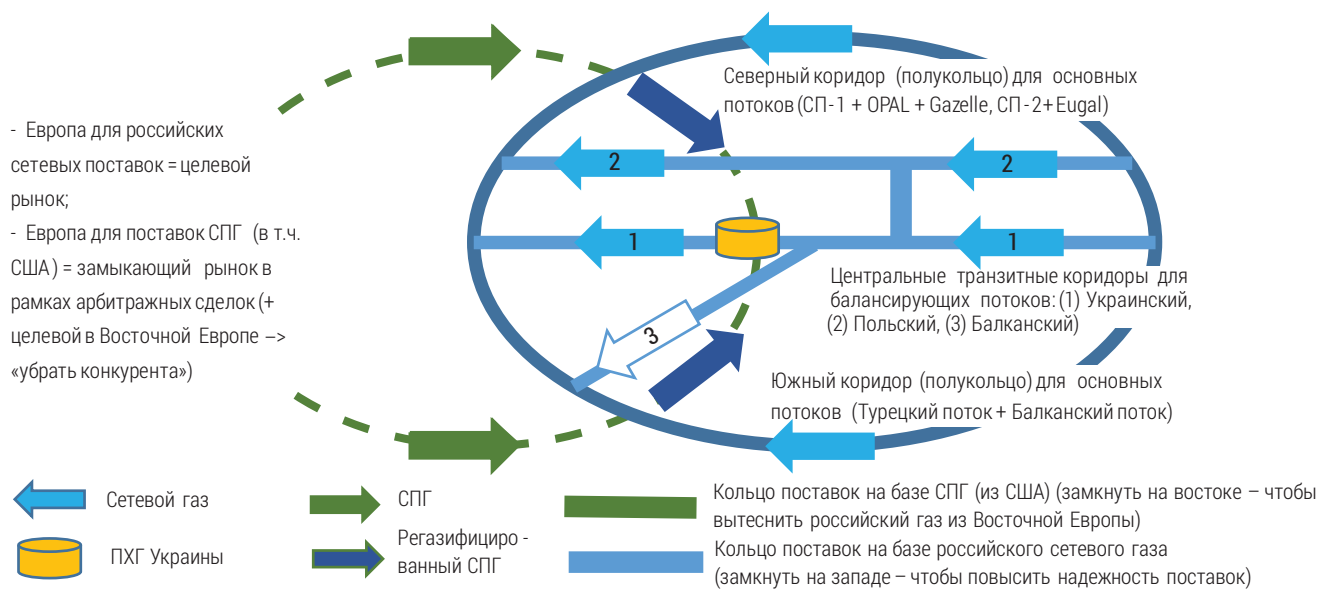 - Европа для российских
сетевых поставок = целевой
рынок;
- Европа для поставок СПГ (в т.ч.
США) = замыкающий рынок в
рамках арбитражных сделок (+
целевой в Восточной Европе –>
«убрать конкурента»)
Северный коридор (полукольцо) для основных
потоков (СП-1 + OPAL + Gazelle, СП-2+ Eugal)
2
2
1
1
3
Центральные транзитные коридоры для
балансирующих потоков: (1) Украинский,
(2) Польский, (3) Балканский)
Южный коридор (полукольцо) для основных
потоков (Турецкий поток + Балканский поток)
Сетевой газ
ПХГ Украины
СПГ
Регазифициро -
ванный СПГ
Кольцо поставок на базе СПГ (из США) (замкнуть на востоке – чтобы
вытеснить российский газ из Восточной Европы)
Кольцо поставок на базе российского сетевого газа
(замкнуть на западе – чтобы повысить надежность поставок)